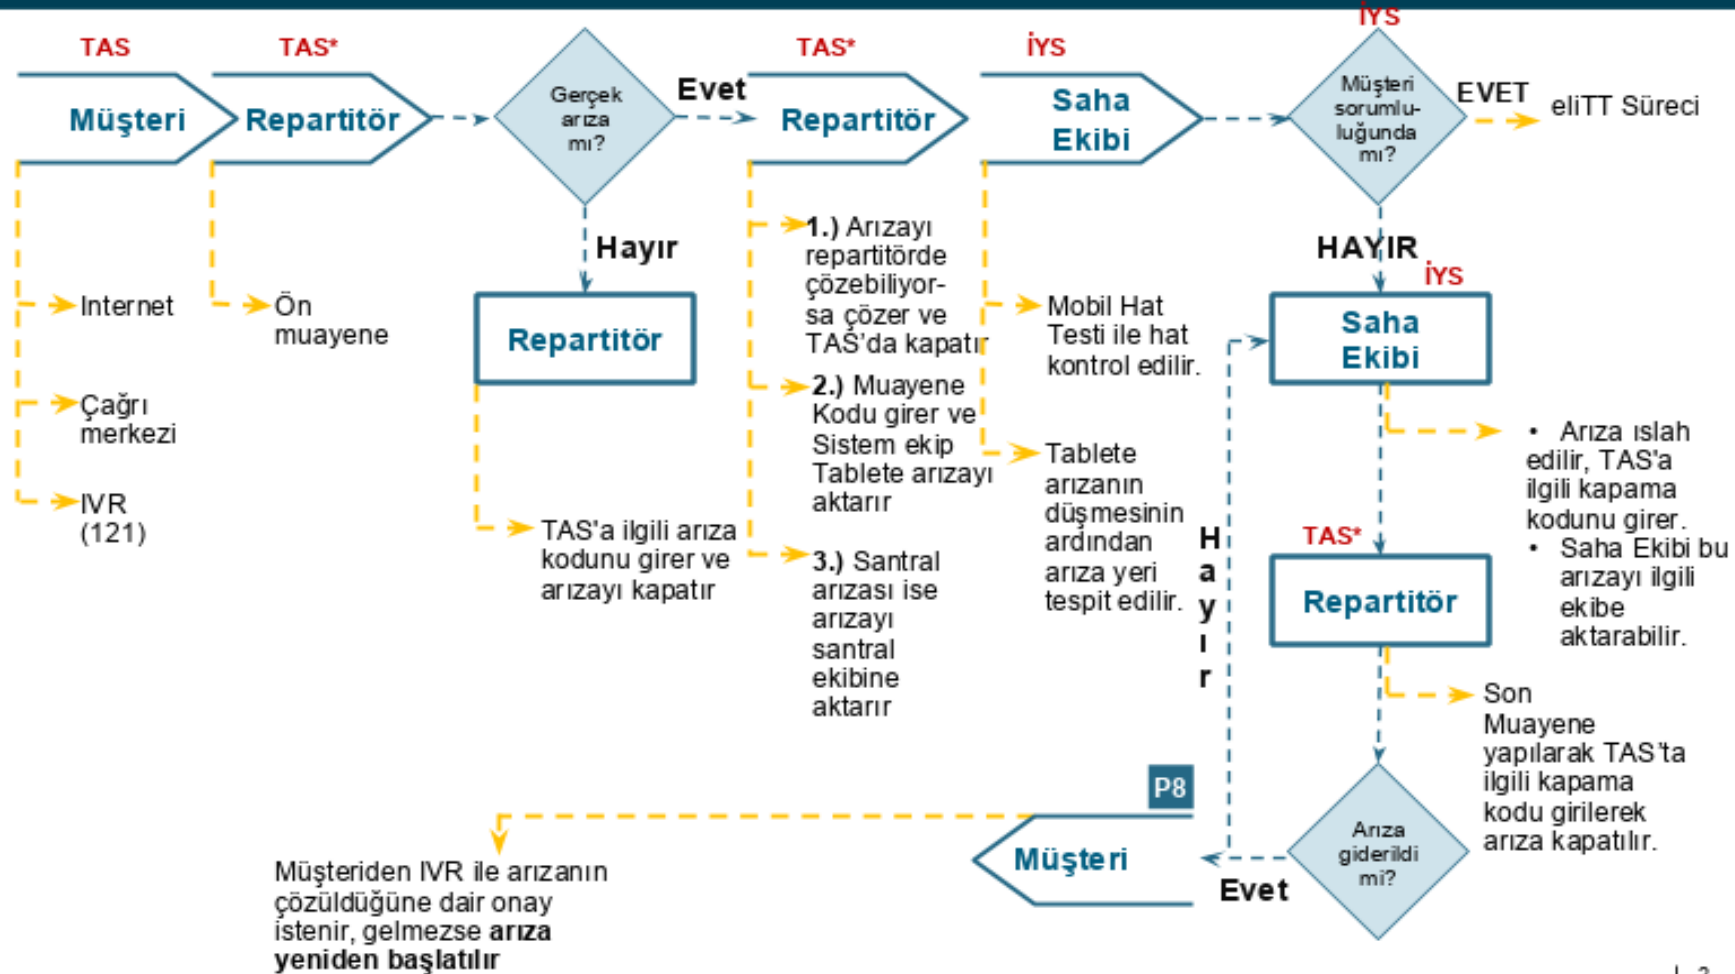 TAS
Müşteri
Internet
Çağrı
merkezi
IVR
(121)
TAS*
Repartitör
Ön
muayene
Gerçek
arıza
mı?
Evet
Hayır
Repartitör
TAS'a ilgili arıza
kodunu girer ve
arızayı kapatır
TAS*
Repartitör
1.) Arızayı
repartitörde
çözebiliyor-
sa çözer ve
TAS'da kapatır
2.) Muayene
Kodu girer ve
Sistem ekip
Tablete arızayı
aktarır
3.) Santral
arızası ise
arızayı
santral
ekibine
aktarır
İYS
Saha
Ekibi
Mobil Hat
Testi ile hat
kontrol edilir.
Tablete
arızanın
düşmesinin
ardından
arıza yeri
tespit edilir.
İYS
Müşteri
sorumlu-
luğunda
mı?
EVET
eliTT Süreci
HAYIR
İYS
Saha
Ekibi
• Arıza ıslah
edilir, TAS'a
ilgili kapama
kodunu girer.
• Saha Ekibi bu
arızayı ilgili
ekibe
aktarabilir.
TAS*
Repartitör
Son
Muayene
yapılarak TAS'ta
ilgili kapama
kodu girilerek
arıza kapatılır.
Arıza
giderildi
mi?
Hayır
Evet
P8
Müşteri
Müşteriden IVR ile arızanın
çözüldüğüne dair onay
istenir, gelmezse arıza
yeniden başlatılır